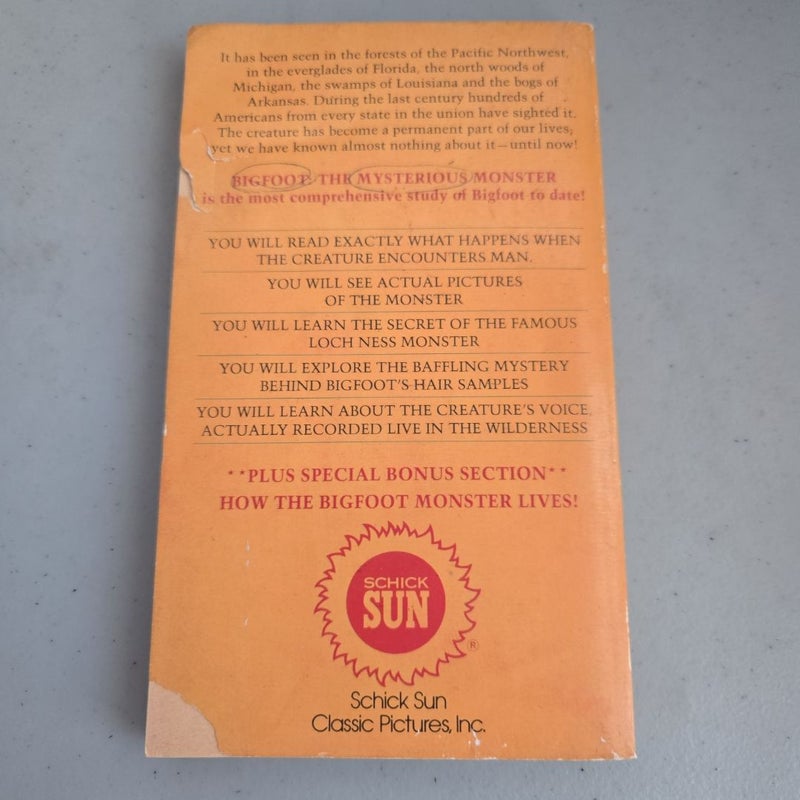 It has been seen in the forests of the Pacific Northwest,
in the everglades of Florida, the north woods of
Michigan, the swamps of Louisiana and the bogs of
Arkansas. During the last century hundreds of
Americans from every state in the union have sighted it.
The creature has become a permanent part of our lives;
yet we have known almost nothing about it—until now!
BIGFOOT: THE MYSTERIOUS MONSTER
is the most comprehensive study of Bigfoot to date!
YOU WILL READ EXACTLY WHAT HAPPENS WHEN
THE CREATURE ENCOUNTERS MAN.
YOU WILL SEE ACTUAL PICTURES
OF THE MONSTER
YOU WILL LEARN THE SECRET OF THE FAMOUS
LOCH NESS MONSTER
YOU WILL EXPLORE THE BAFFLING MYSTERY
BEHIND BIGFOOT'S HAIR SAMPLES
YOU WILL LEARN ABOUT THE CREATURE'S VOICE,
ACTUALLY RECORDED LIVE IN THE WILDERNESS
**PLUS SPECIAL BONUS SECTION**
HOW THE BIGFOOT MONSTER LIVES!
SCHICK
SUN
®
Schick Sun
Classic Pictures, Inc.